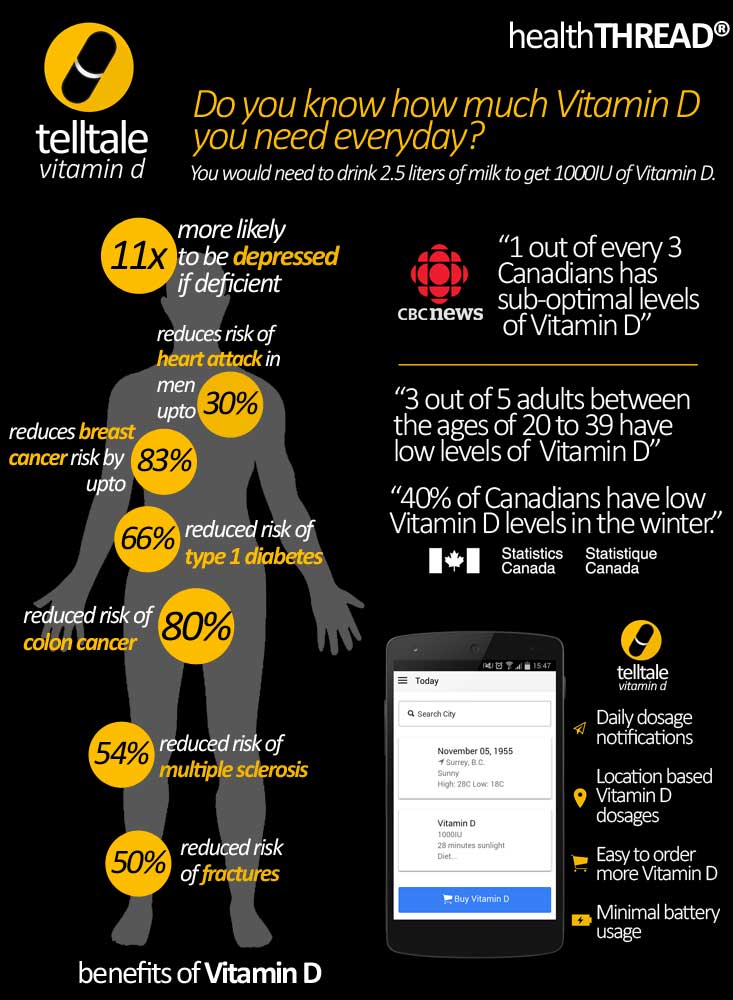 healthTHREAD®
telltale
vitamin d
Do you know how much Vitamin D
you need everyday?
You would need to drink 2.5 liters of milk to get 1000IU of Vitamin D.
11x
more likely
to be depressed
if deficient
reduces risk of
heart attack in
men
upto
30%
reduces breast
cancer risk by
upto
83%
66%
reduced risk of
type 1 diabetes
reduced risk of
colon cancer
80%
54%
reduced risk of
multiple sclerosis
50%
reduced risk
of fractures
benefits of Vitamin D
CBCnews
“1 out of every 3
Canadians has
sub-optimal levels
of Vitamin D”
“3 out of 5 adults between
the ages of 20 to 39 have
low levels of Vitamin D”
“40% of Canadians have low
Vitamin D levels in the winter.”
Statistics
Canada
Statistique
Canada
15:47
Today
Search City
November 05, 1955
Surrey, B.C.
Sunny
High: 28C Low: 18C
Vitamin D
1000IU
28 minutes sunlight
Diet...
Buy Vitamin D
telltale
vitamin d
Daily dosage
notifications
Location based
Vitamin D
dosages
Easy to order
more Vitamin D
Minimal battery
usage